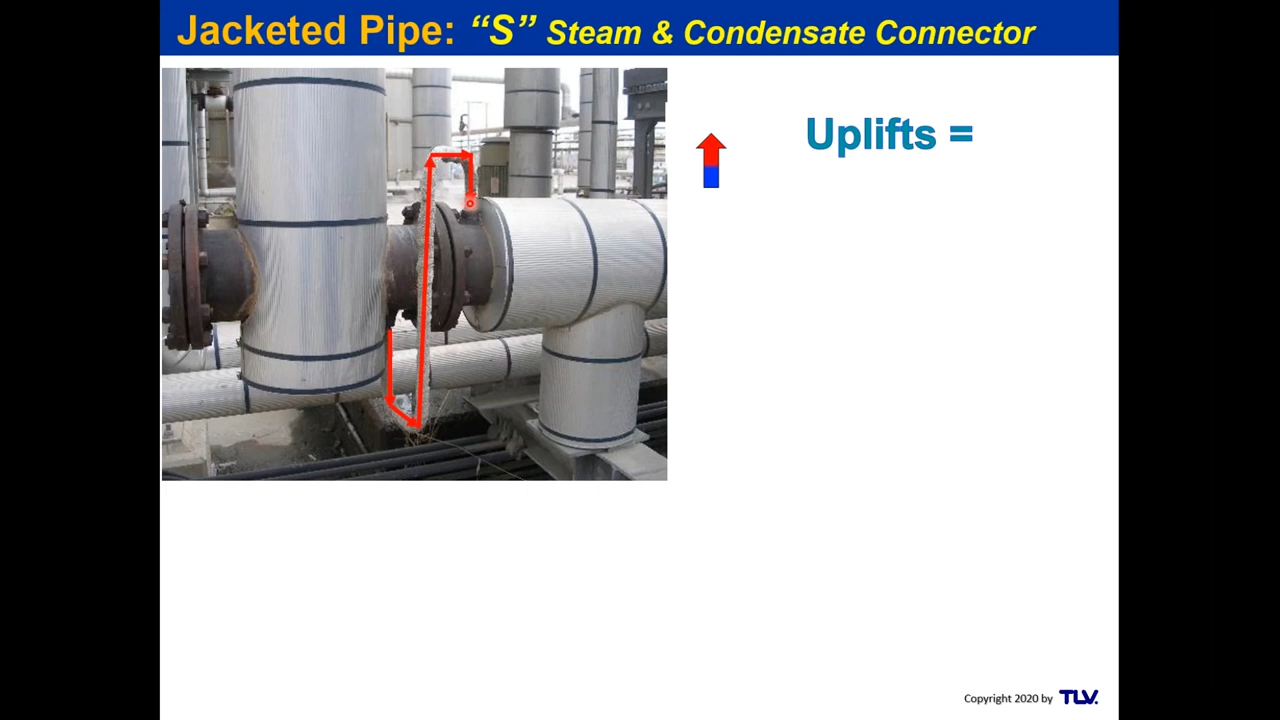 Jacketed Pipe: “S” Steam & Condensate Connector
Uplifts =
Copyright 2020 by TLV.